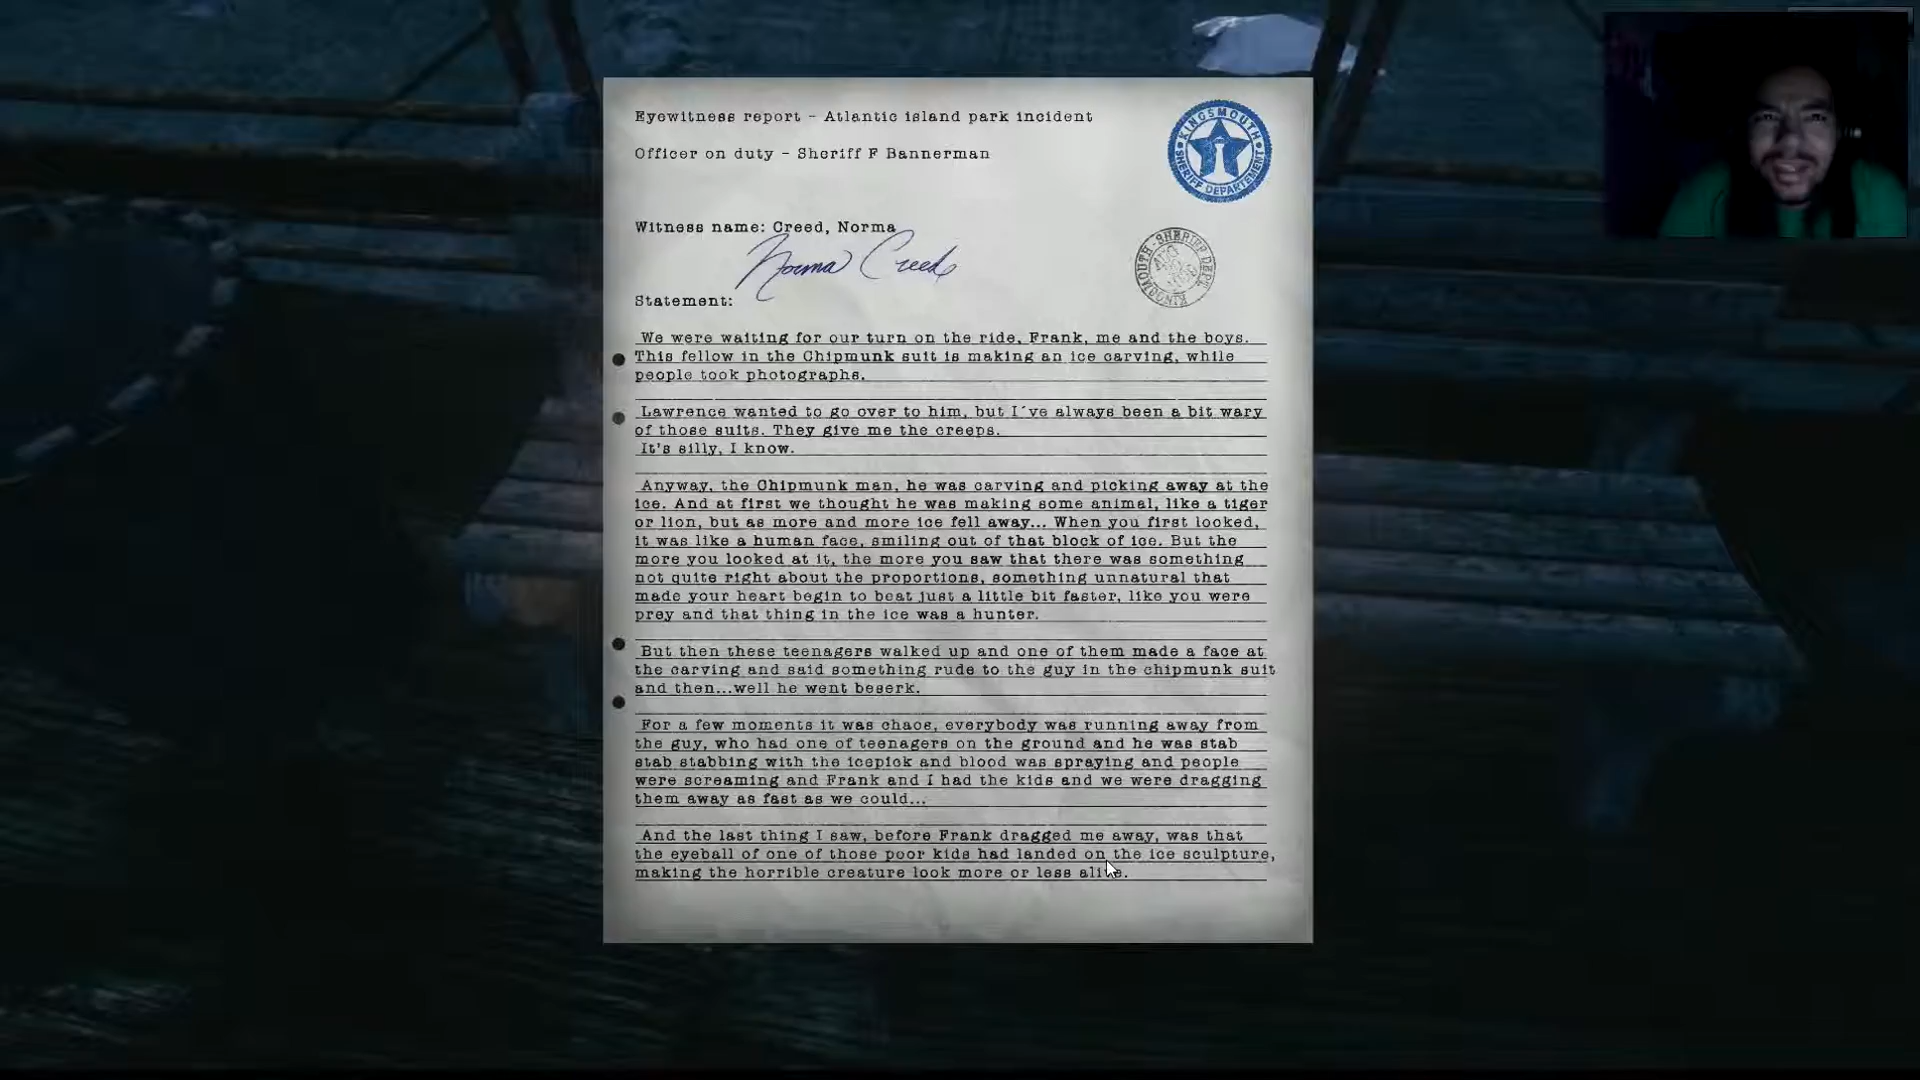 Eyewitness report - Atlantic island park incident
Officer on duty - Sheriff F Bannerman
KINGSMOUTH
SHERIFF DEPARTEMENT
Witness name: Creed, Norma
Norma Creed
KINGSMOUTH - SHERIFF DEPT.
Statement:
We were waiting for our turn on the ride, Frank, me and the boys.
This fellow in the Chipmunk suit is making an ice carving, while
people took photographs.
Lawrence wanted to go over to him, but I´ve always been a bit wary
of those suits. They give me the creeps.
It's silly, I know.
Anyway, the Chipmunk man, he was carving and picking away at the
ice. And at first we thought he was making some animal, like a tiger
or lion, but as more and more ice fell away... When you first looked,
it was like a human face, smiling out of that block of ice. But the
more you looked at it, the more you saw that there was something
not quite right about the proportions, something unnatural that
made your heart begin to beat just a little bit faster, like you were
prey and that thing in the ice was a hunter.
But then these teenagers walked up and one of them made a face at
the carving and said something rude to the guy in the chipmunk suit
and then...well he went beserk.
For a few moments it was chaos, everybody was running away from
the guy, who had one of teenagers on the ground and he was stab
stab stabbing with the icepick and blood was spraying and people
were screaming and Frank and I had the kids and we were dragging
them away as fast as we could...
And the last thing I saw, before Frank dragged me away, was that
the eyeball of one of those poor kids had landed on the ice sculpture,
making the horrible creature look more or less alive.